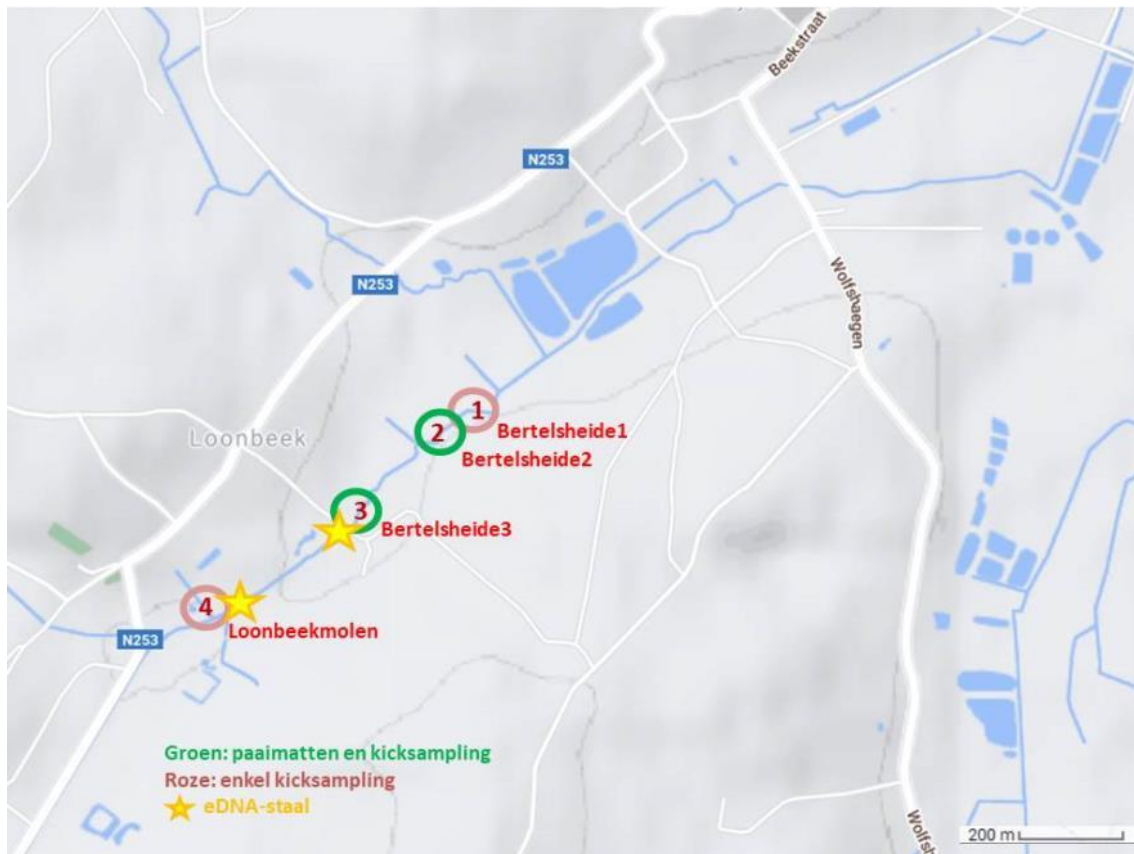 Beekstraat
N253
N253
Wolfshaegen
1
Bertelsheide1
2
Bertelsheide2
Loonbeek
3
Bertelsheide3
4
Loonbeekmolen
N253
Groen: paaimatten en kicksampling
Roze: enkel kicksampling
eDNA-staal
200 m